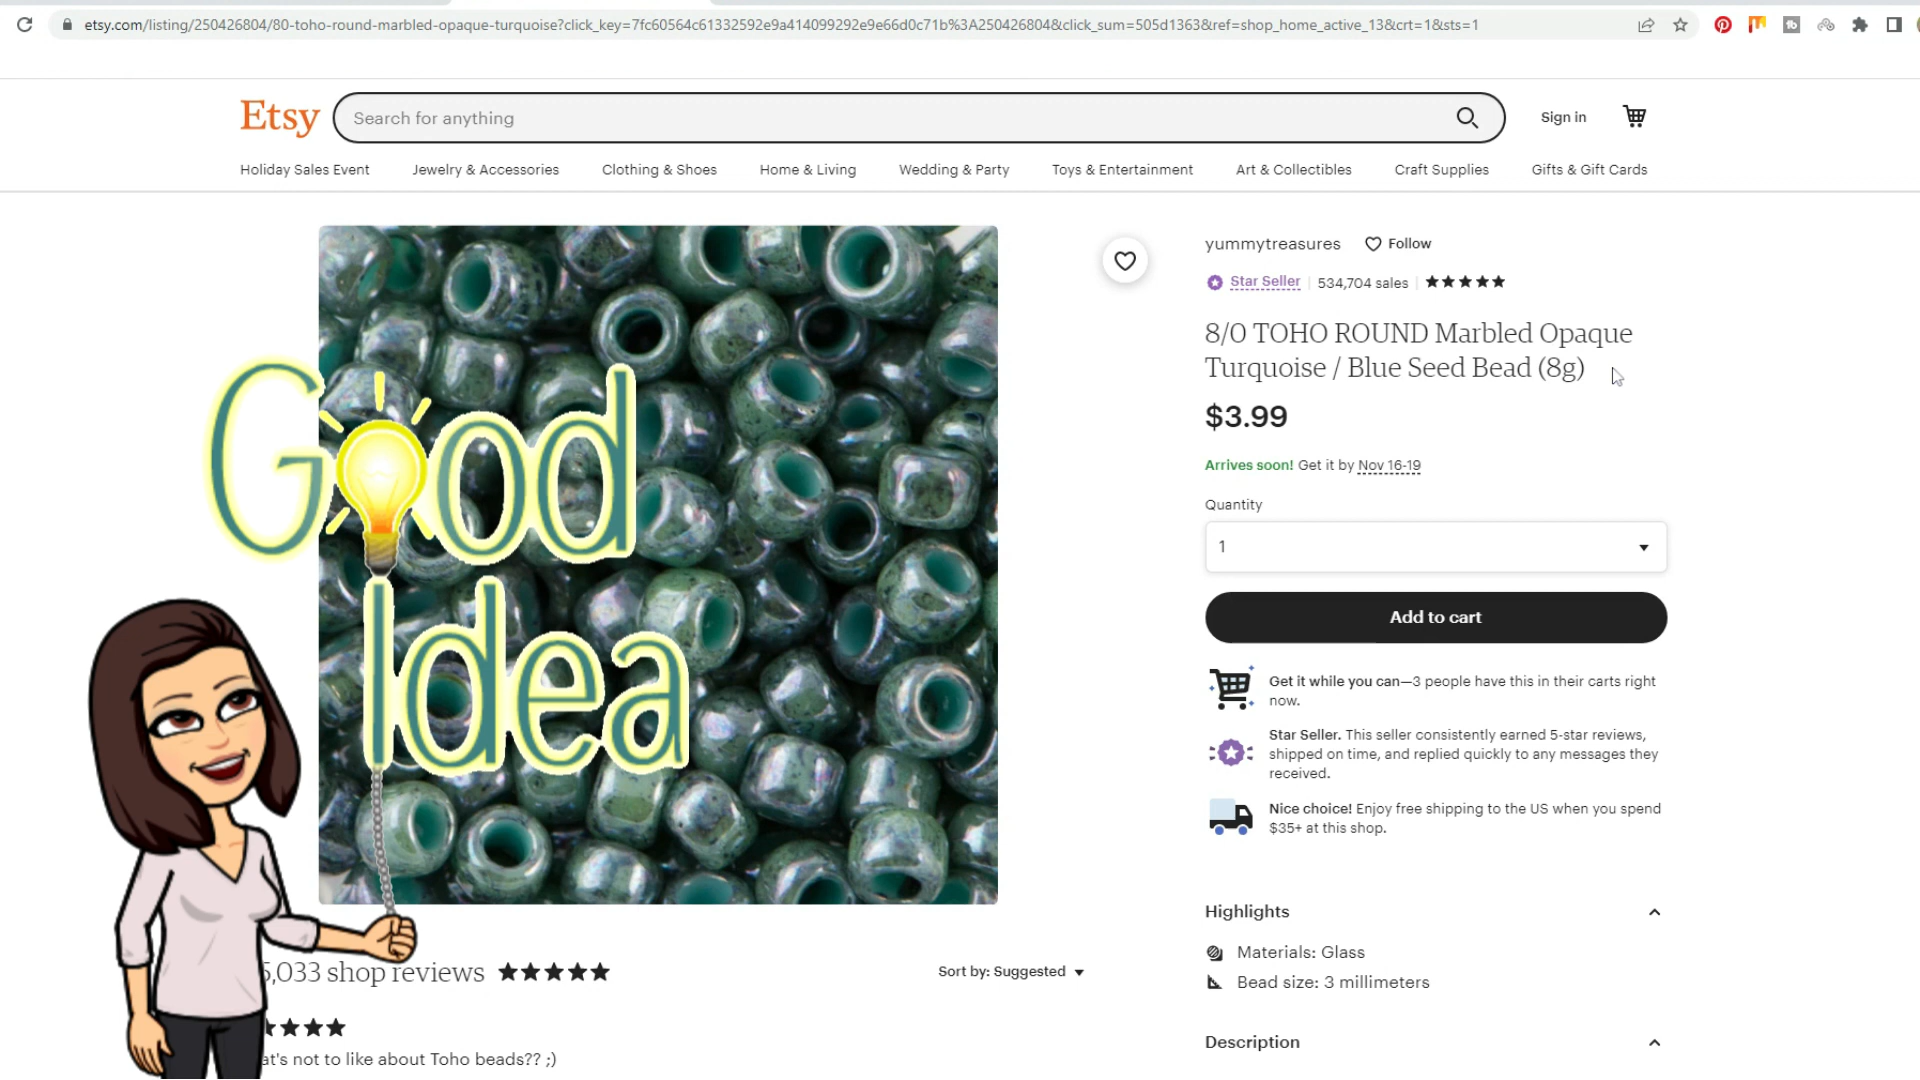 etsy.com/listing/250426804/80-toho-round-marbled-opaque-turquoise?click_key=7fc60564c61332592e9a414099292e9e66d0c71b%3A250426804&click_sum=505d1363&ref=shop_home_active_13&crt=1&sts=1
Etsy
Search for anything
Sign in
Holiday Sales Event
Jewelry & Accessories
Clothing & Shoes
Home & Living
Wedding & Party
Toys & Entertainment
Art & Collectibles
Craft Supplies
Gifts & Gift Cards
Good
Idea
yummytreasures
Follow
Star Seller
534,704 sales
8/0 TOHO ROUND Marbled Opaque
Turquoise / Blue Seed Bead (8g)
$3.99
Arrives soon! Get it by Nov 16-19
Quantity
1
Add to cart
Get it while you can—3 people have this in their carts right
now.
Star Seller. This seller consistently earned 5-star reviews,
shipped on time, and replied quickly to any messages they
received.
Nice choice! Enjoy free shipping to the US when you spend
$35+ at this shop.
Highlights
Materials: Glass
Bead size: 3 millimeters
Description
5,033 shop reviews
Sort by: Suggested
at's not to like about Toho beads?? ;)